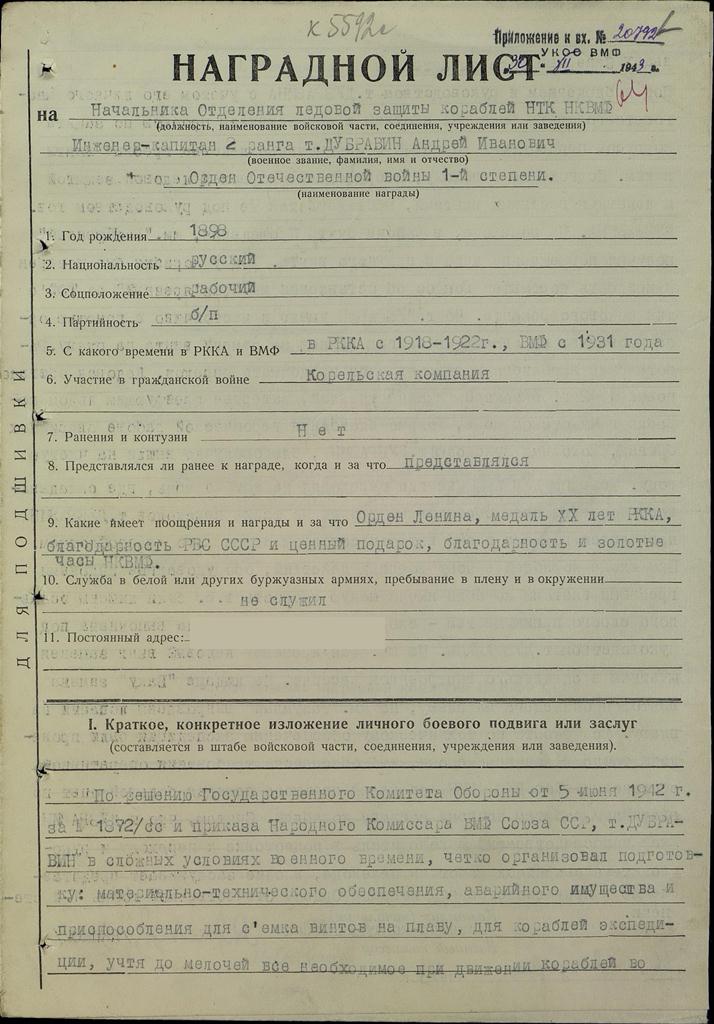 к 5592с
Приложение к вх. № 20792
УКОС ВМФ
XII 1943 г.
НАГРАДНОЙ ЛИСТ
на Начальника Отделения ледовой защиты кораблей НТК НКВМФ
(должность, наименование войсковой части, соединения, учреждения или заведения)
Инженер-капитан 2 ранга т.ДУБРАВИН Андрей Иванович
(военное звание, фамилия, имя и отчество)
Орден Отечественной войны 1-й степени.
(наименование награды)
1. Год рождения 1898
2. Национальность русский
3. Соцположение рабочий
4. Партийность б/п
5. С какого времени в РККА и ВМФ в РККА с 1918-1922г., ВМФ с 1931 года
6. Участие в гражданской войне Корельская компания
7. Ранения и контузии Нет
8. Представлялся ли ранее к награде, когда и за что представлялся
9. Какие имеет поощрения и награды и за что Орден Ленина, медаль XX лет РККА,
благодарность РВС СССР и ценный подарок, благодарность и золотые
часы НКВМФ.
10. Служба в белой или других буржуазных армиях, пребывание в плену и в окружении
не служил
11. Постоянный адрес:
ДЛЯ ПОДШИВКИ
I. Краткое, конкретное изложение личного боевого подвига или заслуг
(составляется в штабе войсковой части, соединения, учреждения или заведения).
По решению Государственного Комитета Обороны от 5 июня 1942 г.
за № 1872/сс и приказа Народного Комиссара ВМФ Союза ССР, т.ДУБРА-
ВИН в сложных условиях военного времени, четко организовал подготов-
ку: материально-технического обеспечения, аварийного имущества и
приспособления для с'емка винтов на плаву, для кораблей экспеди-
ции, учтя до мелочей все необходимое при движении кораблей во